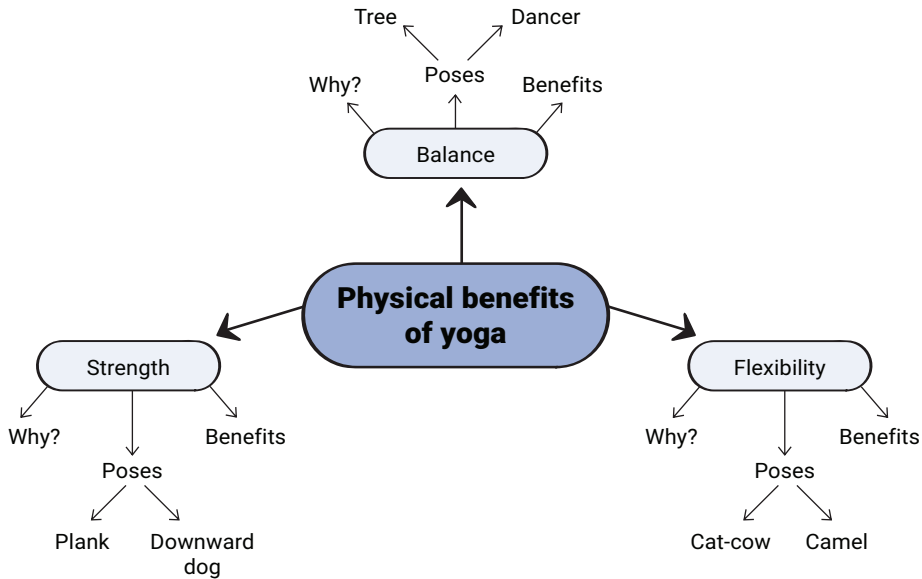 Tree
Dancer
Poses
Why?
Benefits
Balance
Physical benefits
of yoga
Strength
Why?
Benefits
Poses
Plank
Downward
dog
Flexibility
Why?
Benefits
Poses
Cat-cow
Camel